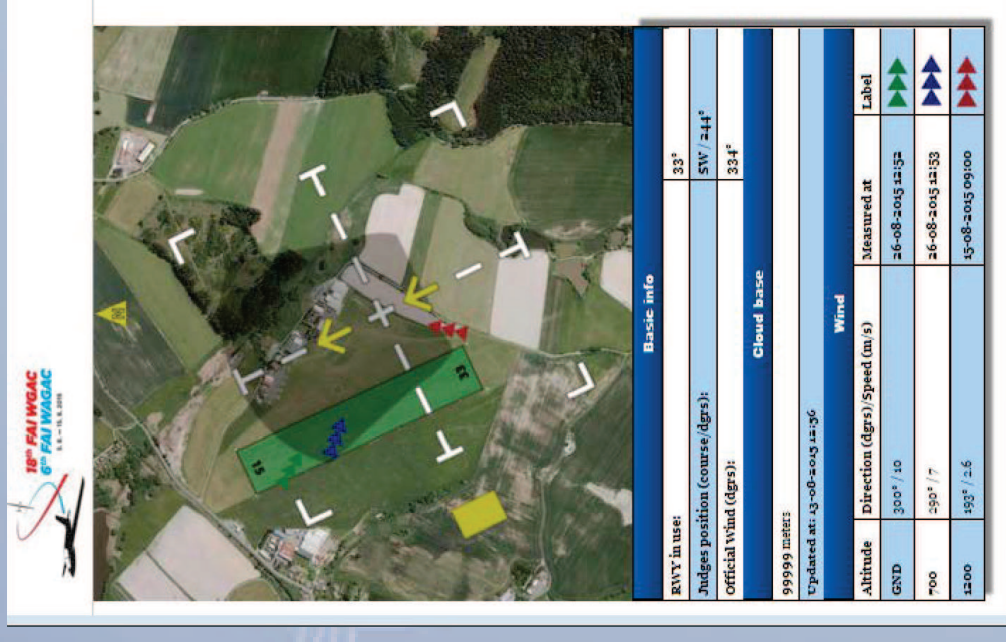 18th FAI WGAC
6th FAI WAGAC
N
15
33
Basic info
RWY in use: 33°
Judges position (course/dgrs): SW / 244°
Official Wind (dgrs): 334°
Cloud base
99999 meters
Updated at: 13-08-2015 12:56
Wind
Altitude Direction (dgrs)/Speed (m/s) Measured at Label
GND 300° / 10 26-08-2015 12:52
700 290° / 7 26-08-2015 12:53
1200 193° / 2.6 15-08-2015 09:00